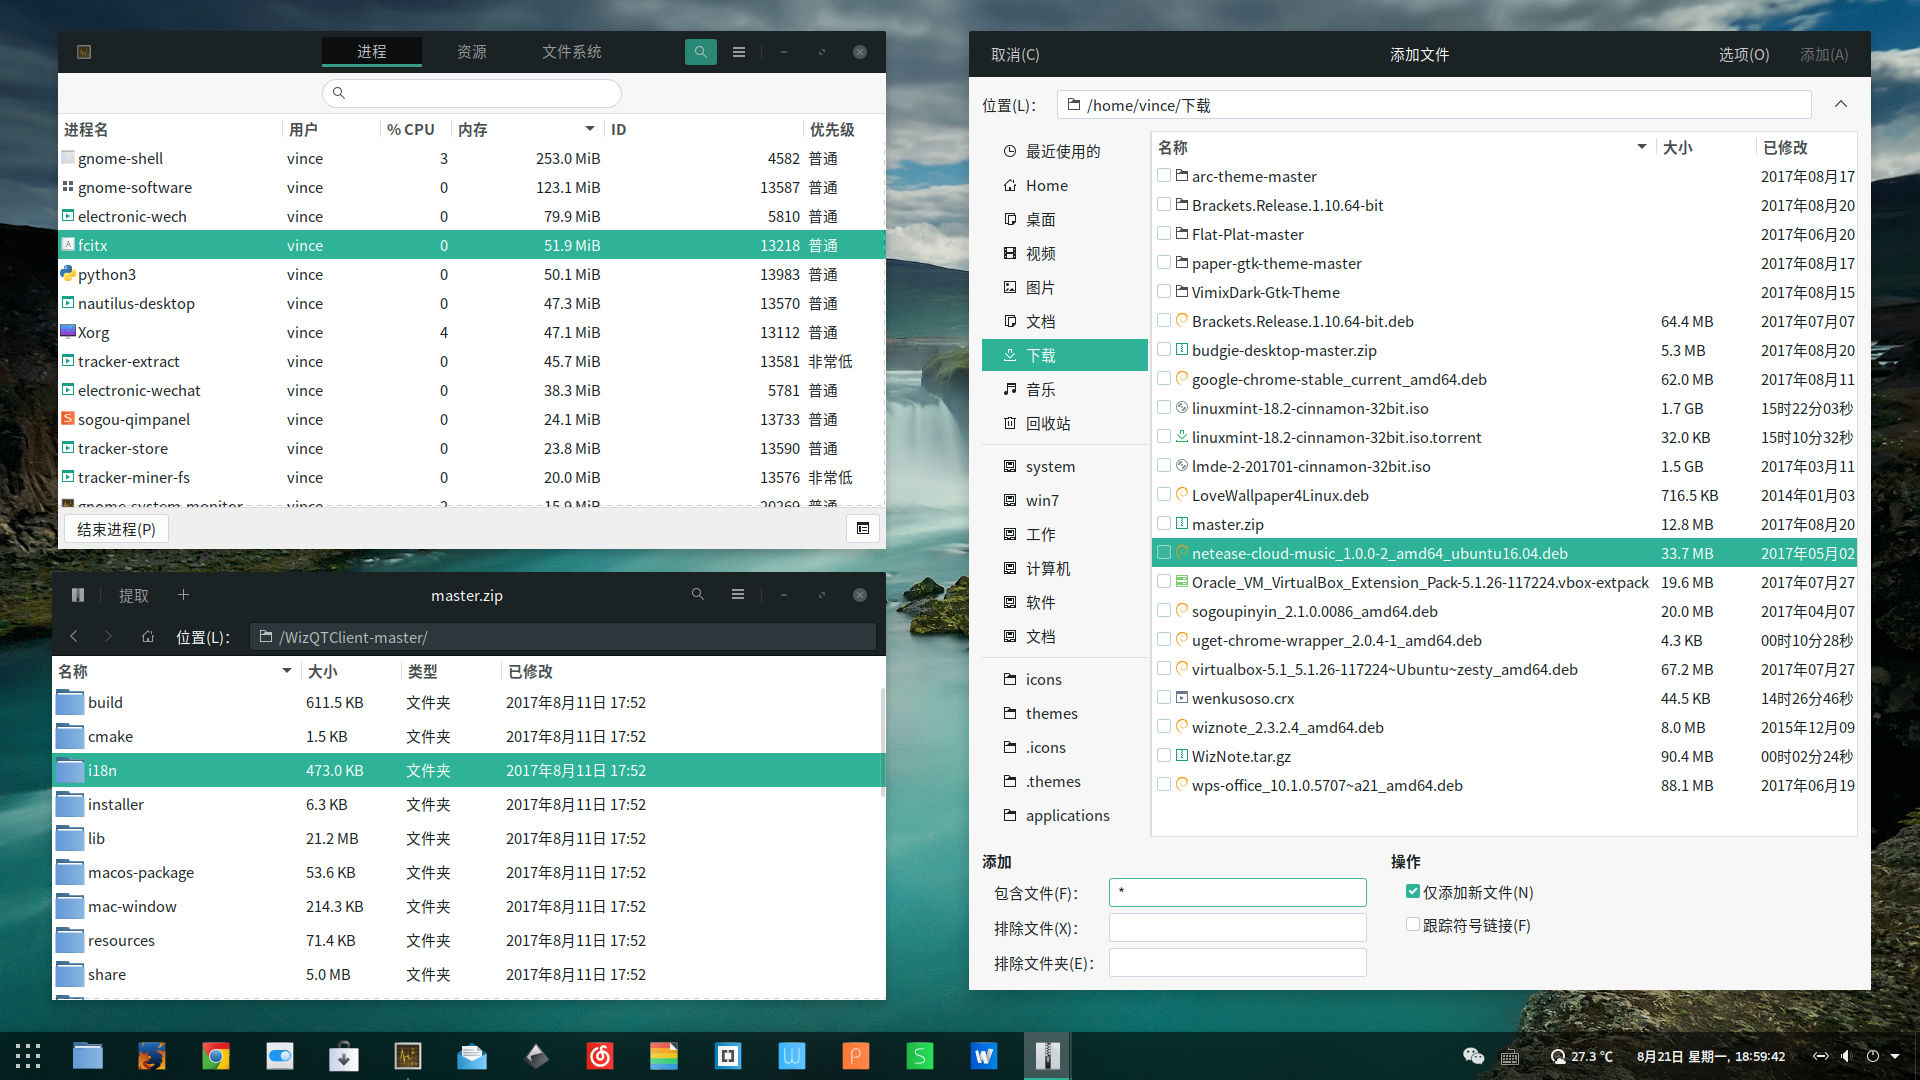 进程 资源 文件系统
进程名 用户 % CPU 内存 ID 优先级
gnome-shell vince 3 253.0 MiB 4582 普通
gnome-software vince 0 123.1 MiB 13587 普通
electronic-wech vince 0 79.9 MiB 5810 普通
fcitx vince 0 51.9 MiB 13218 普通
python3 vince 0 50.1 MiB 13983 普通
nautilus-desktop vince 0 47.3 MiB 13570 普通
Xorg vince 4 47.1 MiB 13112 普通
tracker-extract vince 0 45.7 MiB 13581 非常低
electronic-wechat vince 0 38.3 MiB 5781 普通
sogou-qimpanel vince 0 24.1 MiB 13733 普通
tracker-store vince 0 23.8 MiB 13590 普通
tracker-miner-fs vince 0 20.0 MiB 13576 非常低
gnome-system-monitor vince 2 15.9 MiB 20269 普通
结束进程(P)
提取 master.zip
位置(L): /WizQTClient-master/
名称 大小 类型 已修改
build 611.5 KB 文件夹 2017年8月11日 17:52
cmake 1.5 KB 文件夹 2017年8月11日 17:52
i18n 473.0 KB 文件夹 2017年8月11日 17:52
installer 6.3 KB 文件夹 2017年8月11日 17:52
lib 21.2 MB 文件夹 2017年8月11日 17:52
macos-package 53.6 KB 文件夹 2017年8月11日 17:52
mac-window 214.3 KB 文件夹 2017年8月11日 17:52
resources 71.4 KB 文件夹 2017年8月11日 17:52
share 5.0 MB 文件夹 2017年8月11日 17:52
取消(C) 添加文件 选项(O) 添加(A)
位置(L): /home/vince/下载
最近使用的
Home
桌面
视频
图片
文档
下载
音乐
回收站
system
win7
工作
计算机
软件
文档
icons
themes
.icons
.themes
applications
名称 大小 已修改
arc-theme-master 2017年08月17
Brackets.Release.1.10.64-bit 2017年08月20
Flat-Plat-master 2017年06月20
paper-gtk-theme-master 2017年08月17
VimixDark-Gtk-Theme 2017年08月15
Brackets.Release.1.10.64-bit.deb 64.4 MB 2017年07月07
budgie-desktop-master.zip 5.3 MB 2017年08月20
google-chrome-stable_current_amd64.deb 62.0 MB 2017年08月11
linuxmint-18.2-cinnamon-32bit.iso 1.7 GB 15时22分03秒
linuxmint-18.2-cinnamon-32bit.iso.torrent 32.0 KB 15时10分32秒
lmde-2-201701-cinnamon-32bit.iso 1.5 GB 2017年03月11
LoveWallpaper4Linux.deb 716.5 KB 2014年01月03
master.zip 12.8 MB 2017年08月20
netease-cloud-music_1.0.0-2_amd64_ubuntu16.04.deb 33.7 MB 2017年05月02
Oracle_VM_VirtualBox_Extension_Pack-5.1.26-117224.vbox-extpack 19.6 MB 2017年07月27
sogoupinyin_2.1.0.0086_amd64.deb 20.0 MB 2017年04月07
uget-chrome-wrapper_2.0.4-1_amd64.deb 4.3 KB 00时10分28秒
virtualbox-5.1_5.1.26-117224~Ubuntu~zesty_amd64.deb 67.2 MB 2017年07月27
wenkusoso.crx 44.5 KB 14时26分46秒
wiznote_2.3.2.4_amd64.deb 8.0 MB 2015年12月09
WizNote.tar.gz 90.4 MB 00时02分24秒
wps-office_10.1.0.5707~a21_amd64.deb 88.1 MB 2017年06月19
添加 操作
包含文件(F): * 仅添加新文件(N)
排除文件(X): 跟踪符号链接(F)
排除文件夹(E):
27.3 ℃ 8月21日 星期一, 18:59:42